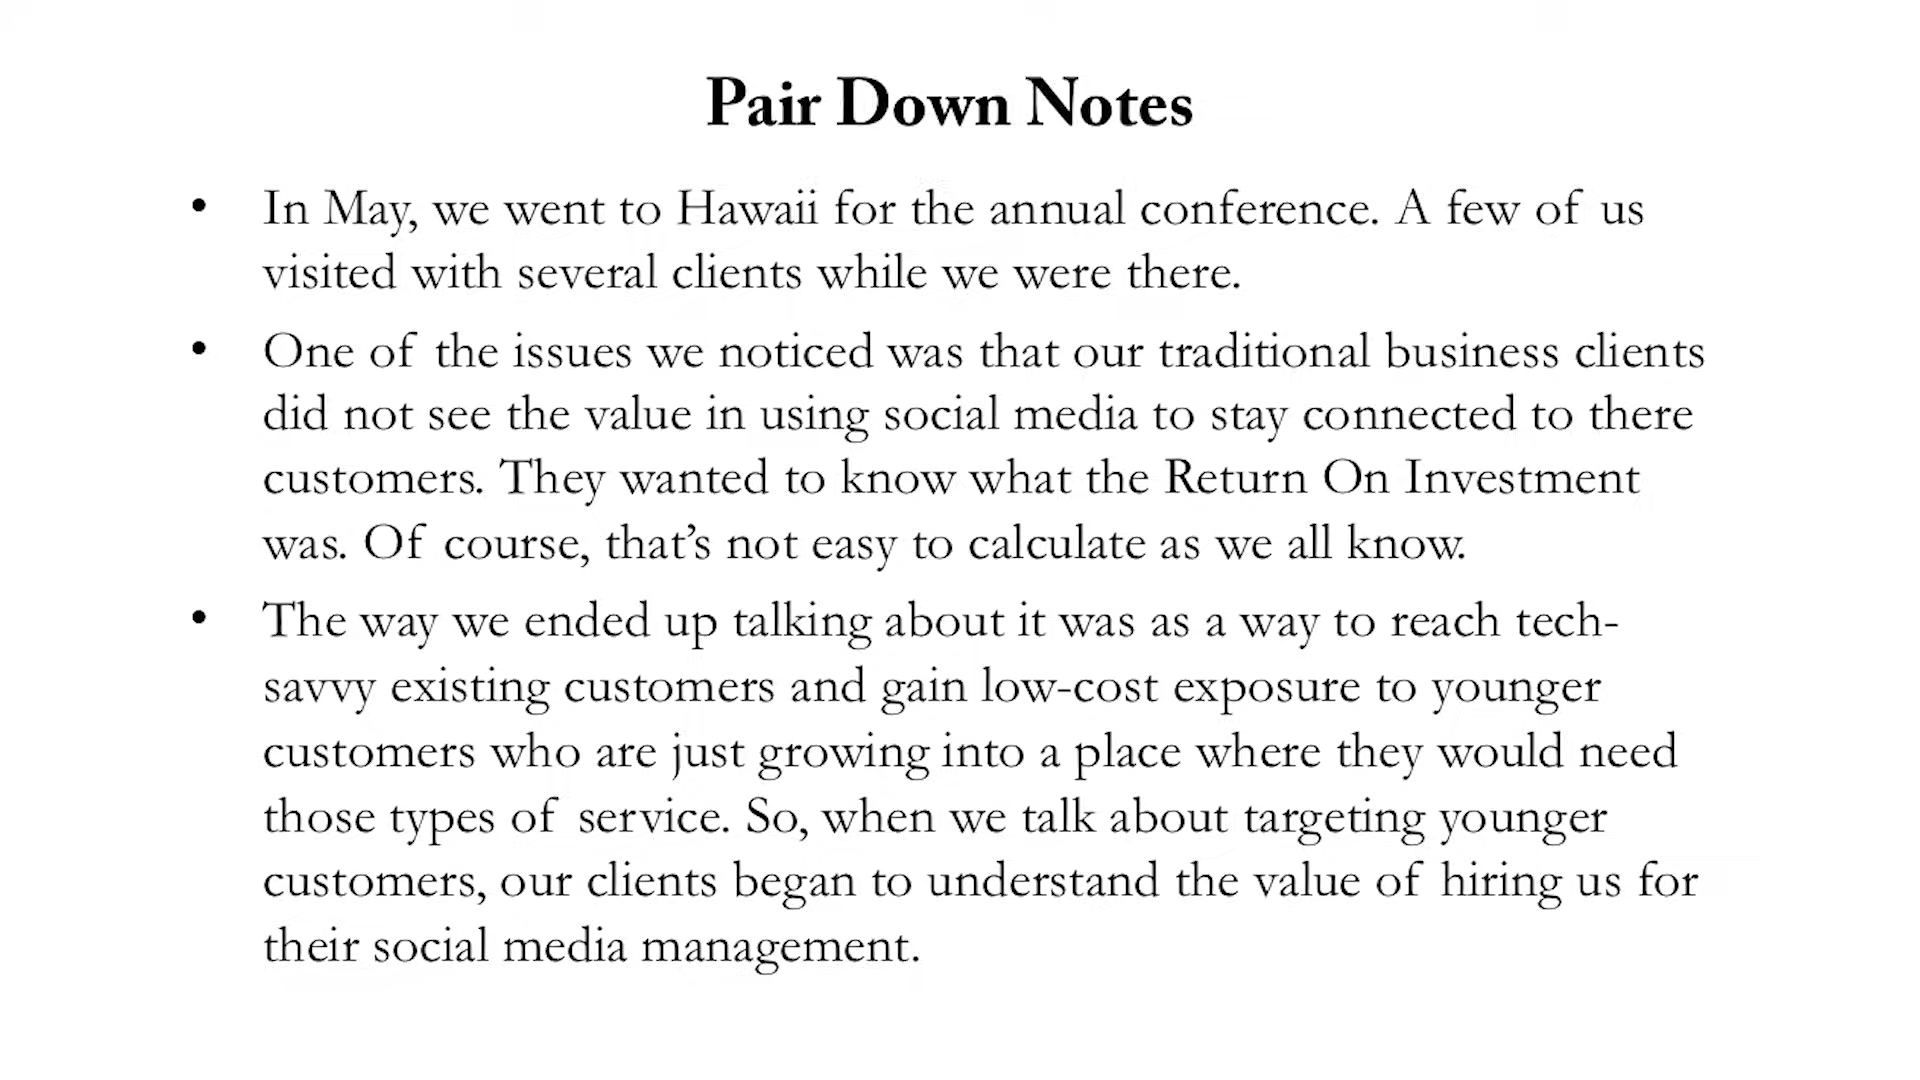 Pair Down Notes
• In May, we went to Hawaii for the annual conference. A few of us
visited with several clients while we were there.
• One of the issues we noticed was that our traditional business clients
did not see the value in using social media to stay connected to there
customers. They wanted to know what the Return On Investment
was. Of course, that’s not easy to calculate as we all know.
• The way we ended up talking about it was as a way to reach tech-
savvy existing customers and gain low-cost exposure to younger
customers who are just growing into a place where they would need
those types of service. So, when we talk about targeting younger
customers, our clients began to understand the value of hiring us for
their social media management.